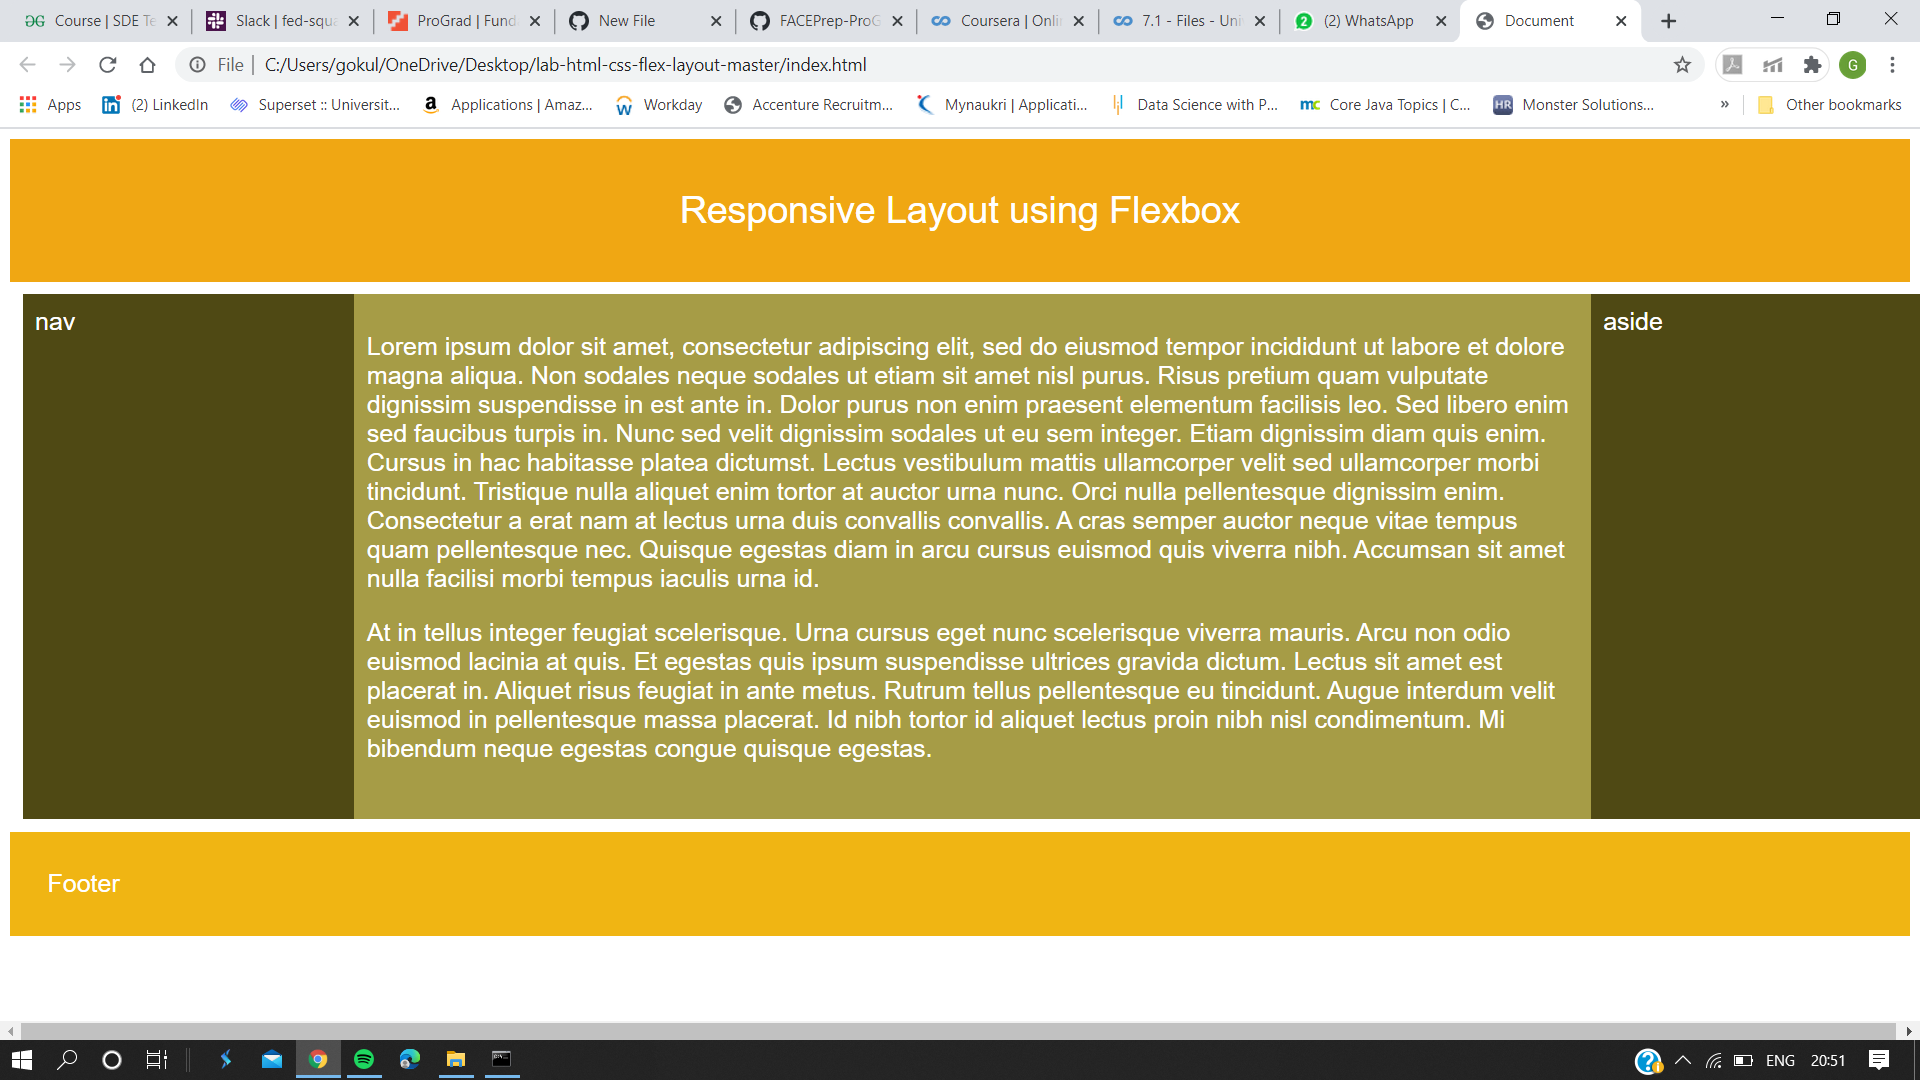 Course | SDE Te
Slack | fed-squa
ProGrad | Fund
New File
FACEPrep-ProG
Coursera | Onlin
7.1 - Files - Uni
2
(2) WhatsApp
Document
File
C:/Users/gokul/OneDrive/Desktop/lab-html-css-flex-layout-master/index.html
G
Apps
(2) LinkedIn
Superset :: Universit...
Applications | Amaz...
Workday
Accenture Recruitm...
Mynaukri | Applicati...
Data Science with P...
mc
Core Java Topics | C...
HR
Monster Solutions...
»
Other bookmarks
Responsive Layout using Flexbox
nav
Lorem ipsum dolor sit amet, consectetur adipiscing elit, sed do eiusmod tempor incididunt ut labore et dolore
magna aliqua. Non sodales neque sodales ut etiam sit amet nisl purus. Risus pretium quam vulputate
dignissim suspendisse in est ante in. Dolor purus non enim praesent elementum facilisis leo. Sed libero enim
sed faucibus turpis in. Nunc sed velit dignissim sodales ut eu sem integer. Etiam dignissim diam quis enim.
Cursus in hac habitasse platea dictumst. Lectus vestibulum mattis ullamcorper velit sed ullamcorper morbi
tincidunt. Tristique nulla aliquet enim tortor at auctor urna nunc. Orci nulla pellentesque dignissim enim.
Consectetur a erat nam at lectus urna duis convallis convallis. A cras semper auctor neque vitae tempus
quam pellentesque nec. Quisque egestas diam in arcu cursus euismod quis viverra nibh. Accumsan sit amet
nulla facilisi morbi tempus iaculis urna id.
At in tellus integer feugiat scelerisque. Urna cursus eget nunc scelerisque viverra mauris. Arcu non odio
euismod lacinia at quis. Et egestas quis ipsum suspendisse ultrices gravida dictum. Lectus sit amet est
placerat in. Aliquet risus feugiat in ante metus. Rutrum tellus pellentesque eu tincidunt. Augue interdum velit
euismod in pellentesque massa placerat. Id nibh tortor id aliquet lectus proin nibh nisl condimentum. Mi
bibendum neque egestas congue quisque egestas.
aside
Footer
ENG
20:51